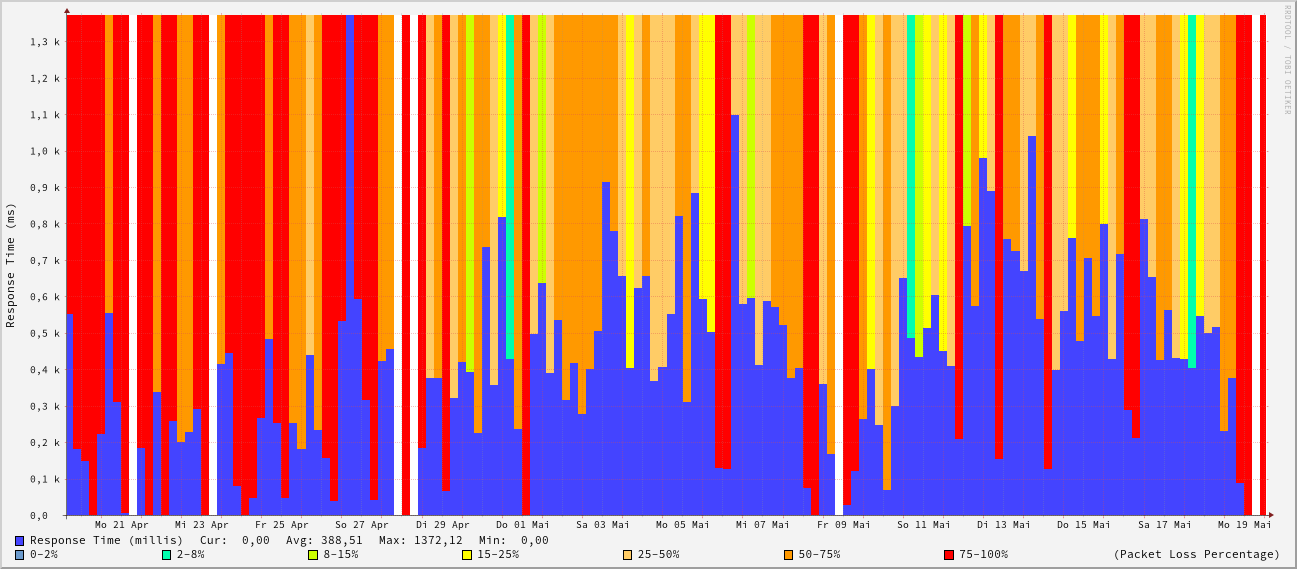 RRDTOOL / TOBI OETIKER
Response Time (ms)
1,3 k
1,2 k
1,1 k
1,0 k
0,9 k
0,8 k
0,7 k
0,6 k
0,5 k
0,4 k
0,3 k
0,2 k
0,1 k
0,0
Mo 21 Apr Mi 23 Apr Fr 25 Apr So 27 Apr Di 29 Apr Do 01 Mai Sa 03 Mai Mo 05 Mai Mi 07 Mai Fr 09 Mai So 11 Mai Di 13 Mai Do 15 Mai Sa 17 Mai Mo 19 Mai
Response Time (millis) Cur: 0,00 Avg: 388,51 Max: 1372,12 Min: 0,00
0-2% 2-8% 8-15% 15-25% 25-50% 50-75% 75-100% (Packet Loss Percentage)